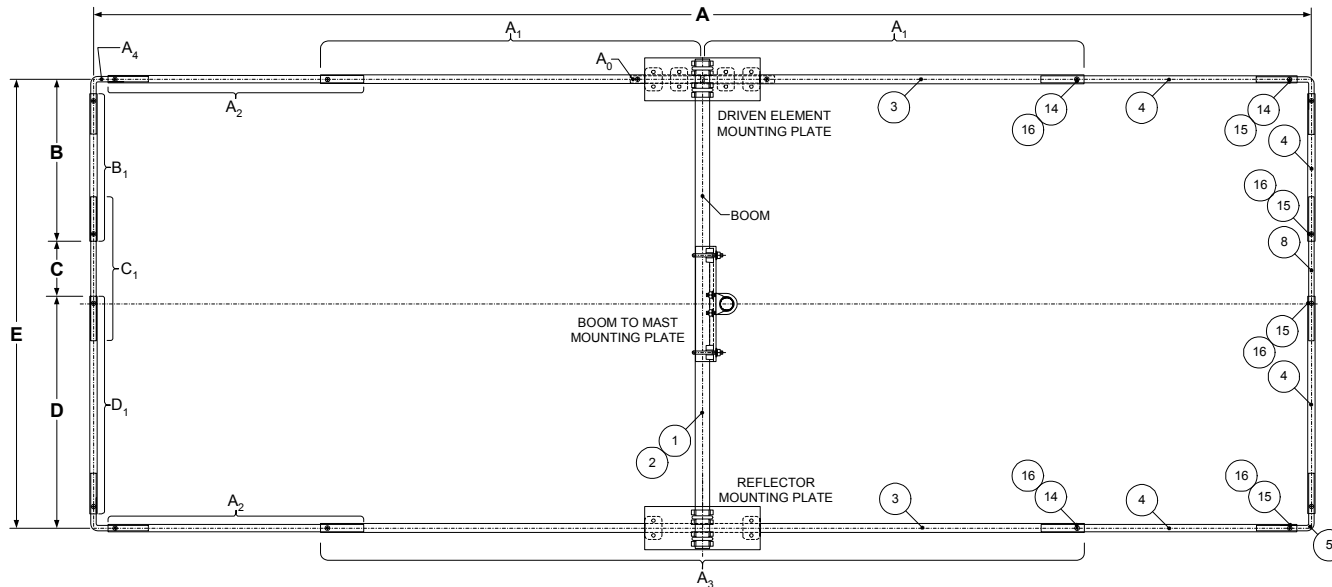 A
A1
A1
A4
A0
A2
3
14
16
4
14
15
DRIVEN ELEMENT
MOUNTING PLATE
B
B1
4
16
15
BOOM
8
C
C1
E
BOOM TO MAST
MOUNTING PLATE
15
16
4
D
D1
1
2
A2
REFLECTOR
MOUNTING PLATE
3
16
14
4
16
15
5
A3